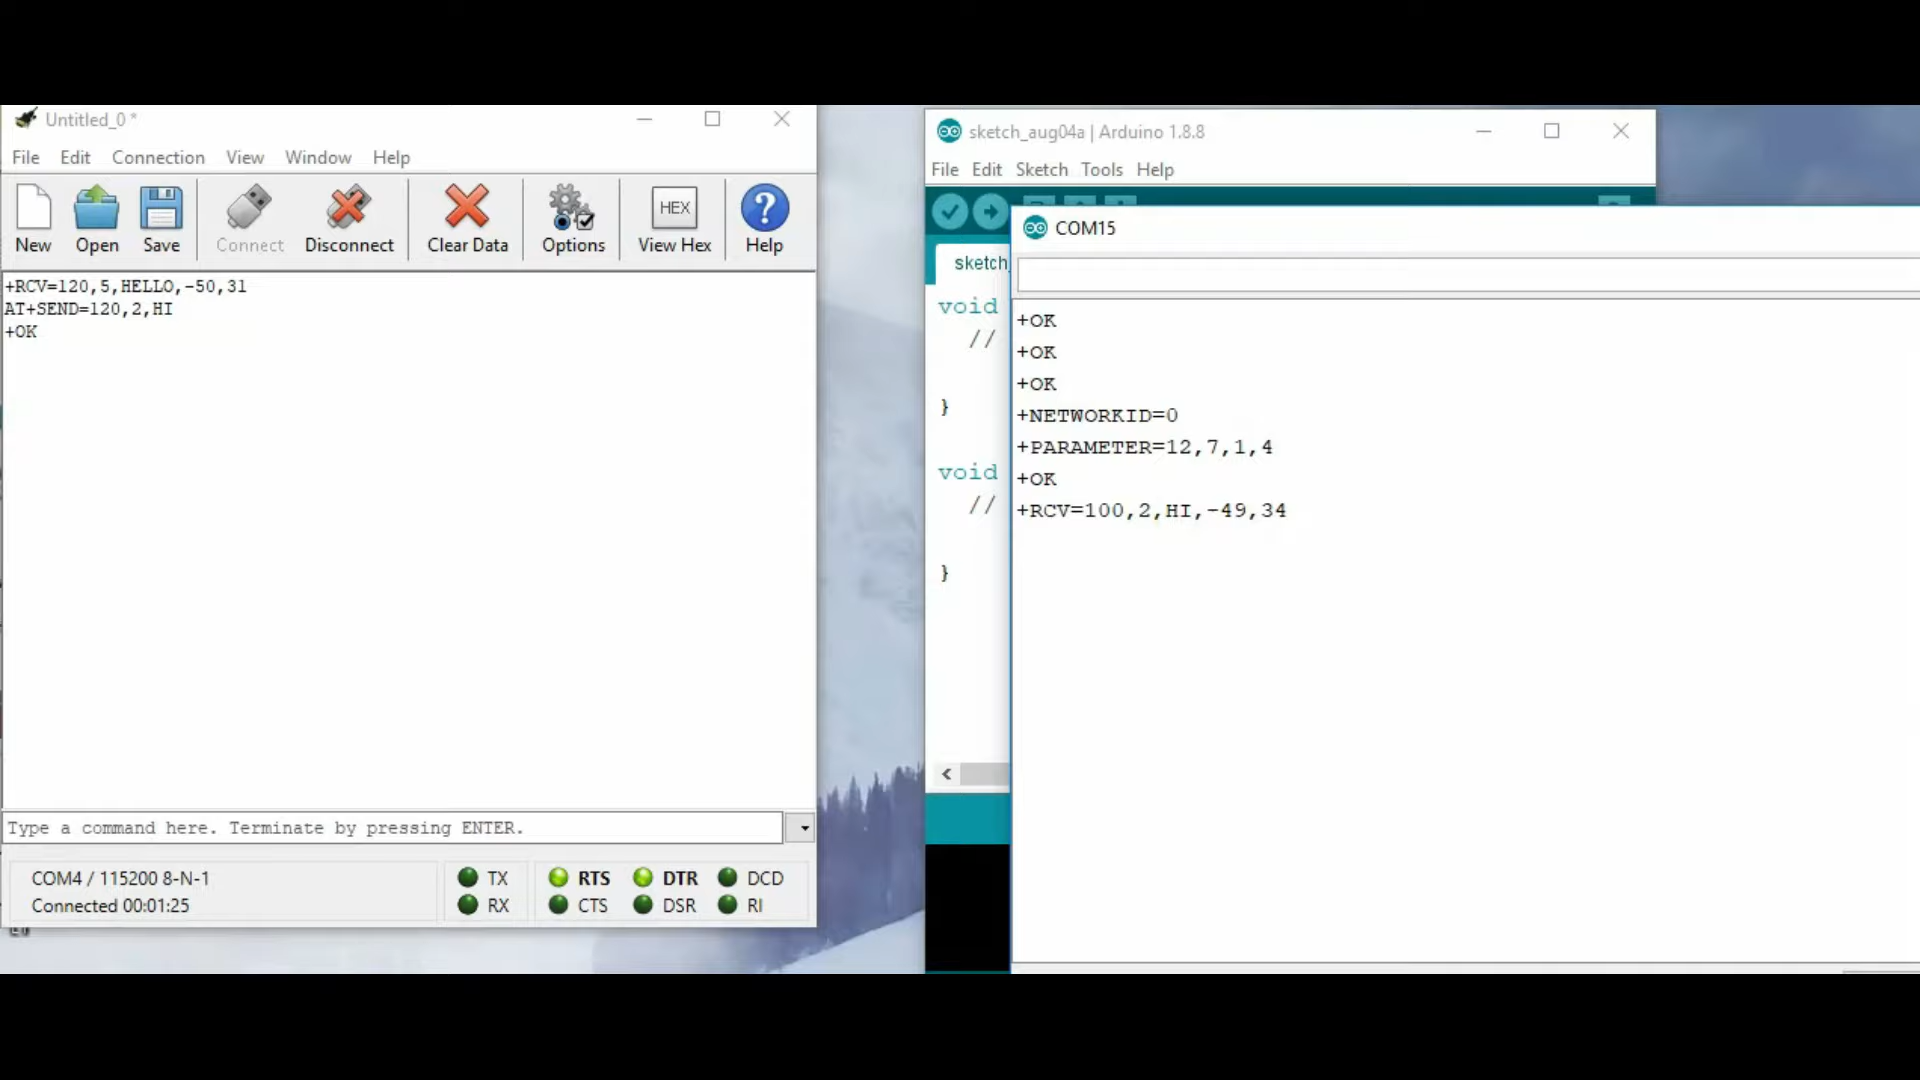 Untitled_0 *
File Edit Connection View Window Help
New Open Save Connect Disconnect Clear Data Options HEX View Hex Help
+RCV=120,5,HELLO,-50,31
AT+SEND=120,2,HI
+OK
Type a command here. Terminate by pressing ENTER.
COM4 / 115200 8-N-1
Connected 00:01:25
TX RTS DTR DCD
RX CTS DSR RI
sketch_aug04a | Arduino 1.8.8
File Edit Sketch Tools Help
sketch_
void
//
}
void
//
}
COM15
+OK
+OK
+OK
+NETWORKID=0
+PARAMETER=12,7,1,4
+OK
+RCV=100,2,HI,-49,34